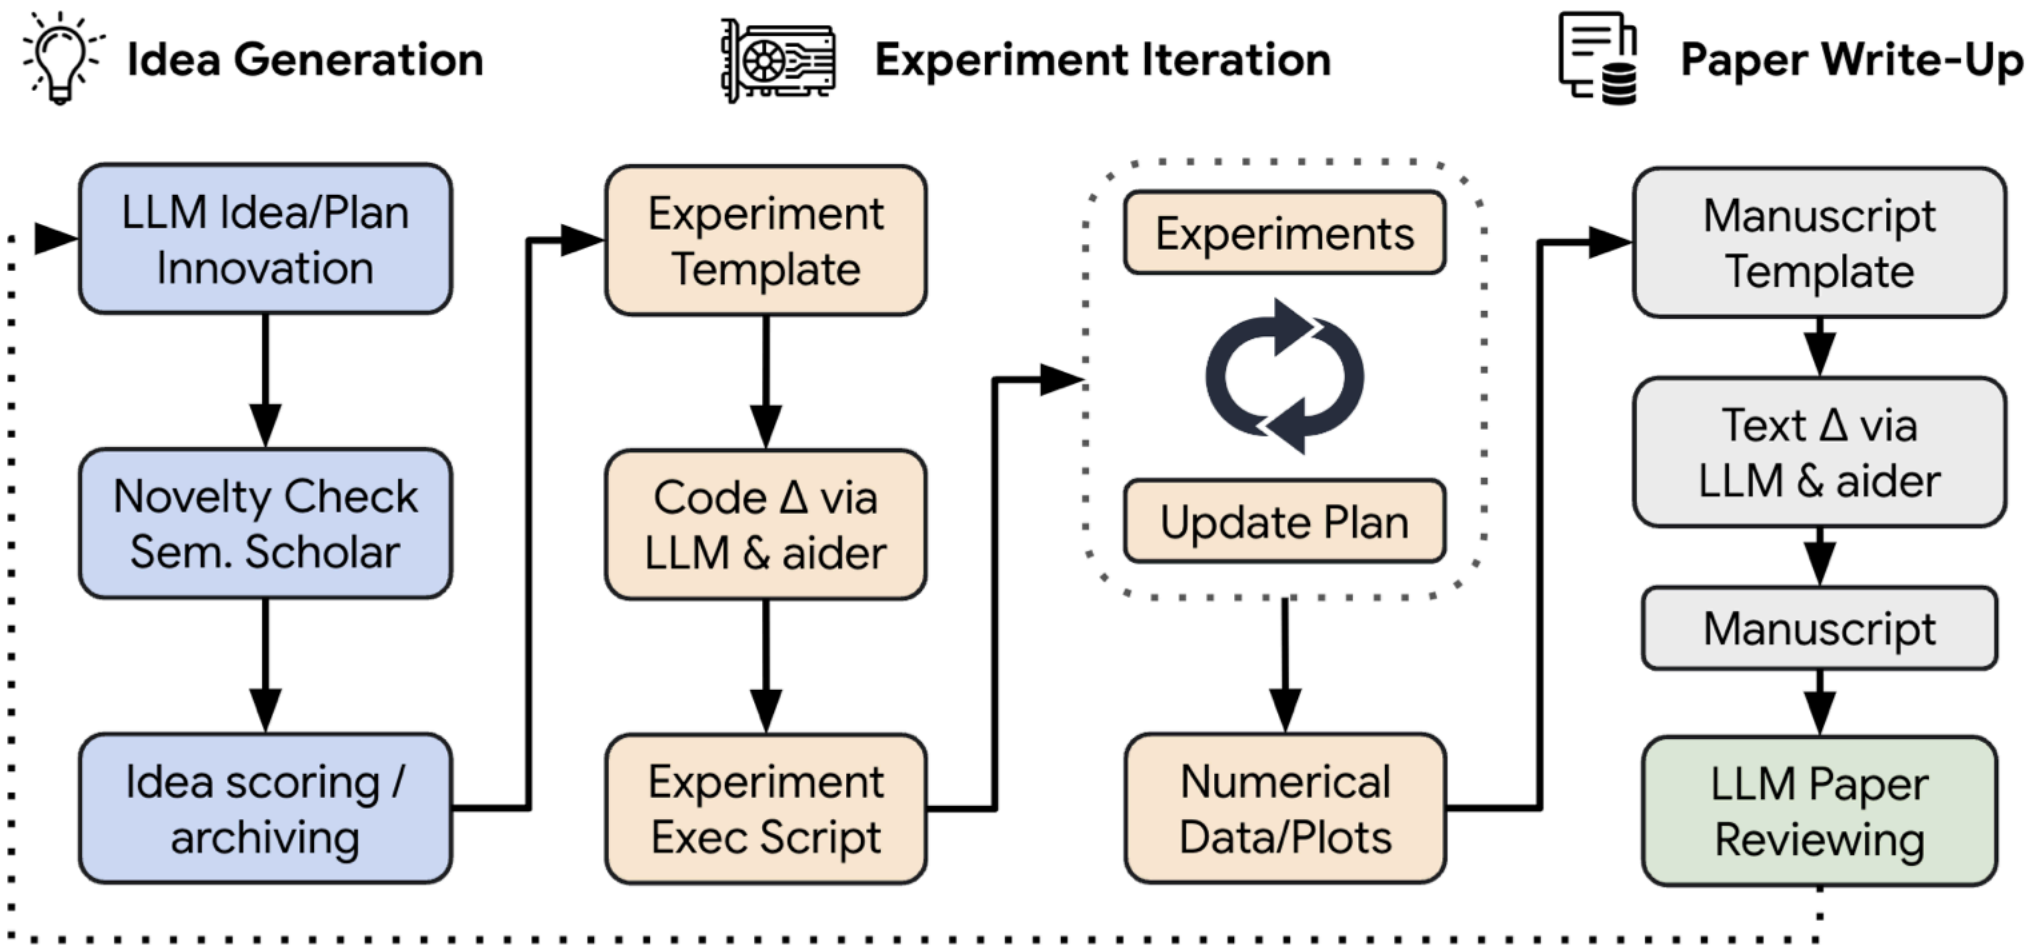 Idea Generation
Experiment Iteration
Paper Write-Up
LLM Idea/Plan
Innovation
Novelty Check
Sem. Scholar
Idea scoring /
archiving
Experiment
Template
Code Δ via
LLM & aider
Experiment
Exec Script
Experiments
Update Plan
Numerical
Data/Plots
Manuscript
Template
Text Δ via
LLM & aider
Manuscript
LLM Paper
Reviewing